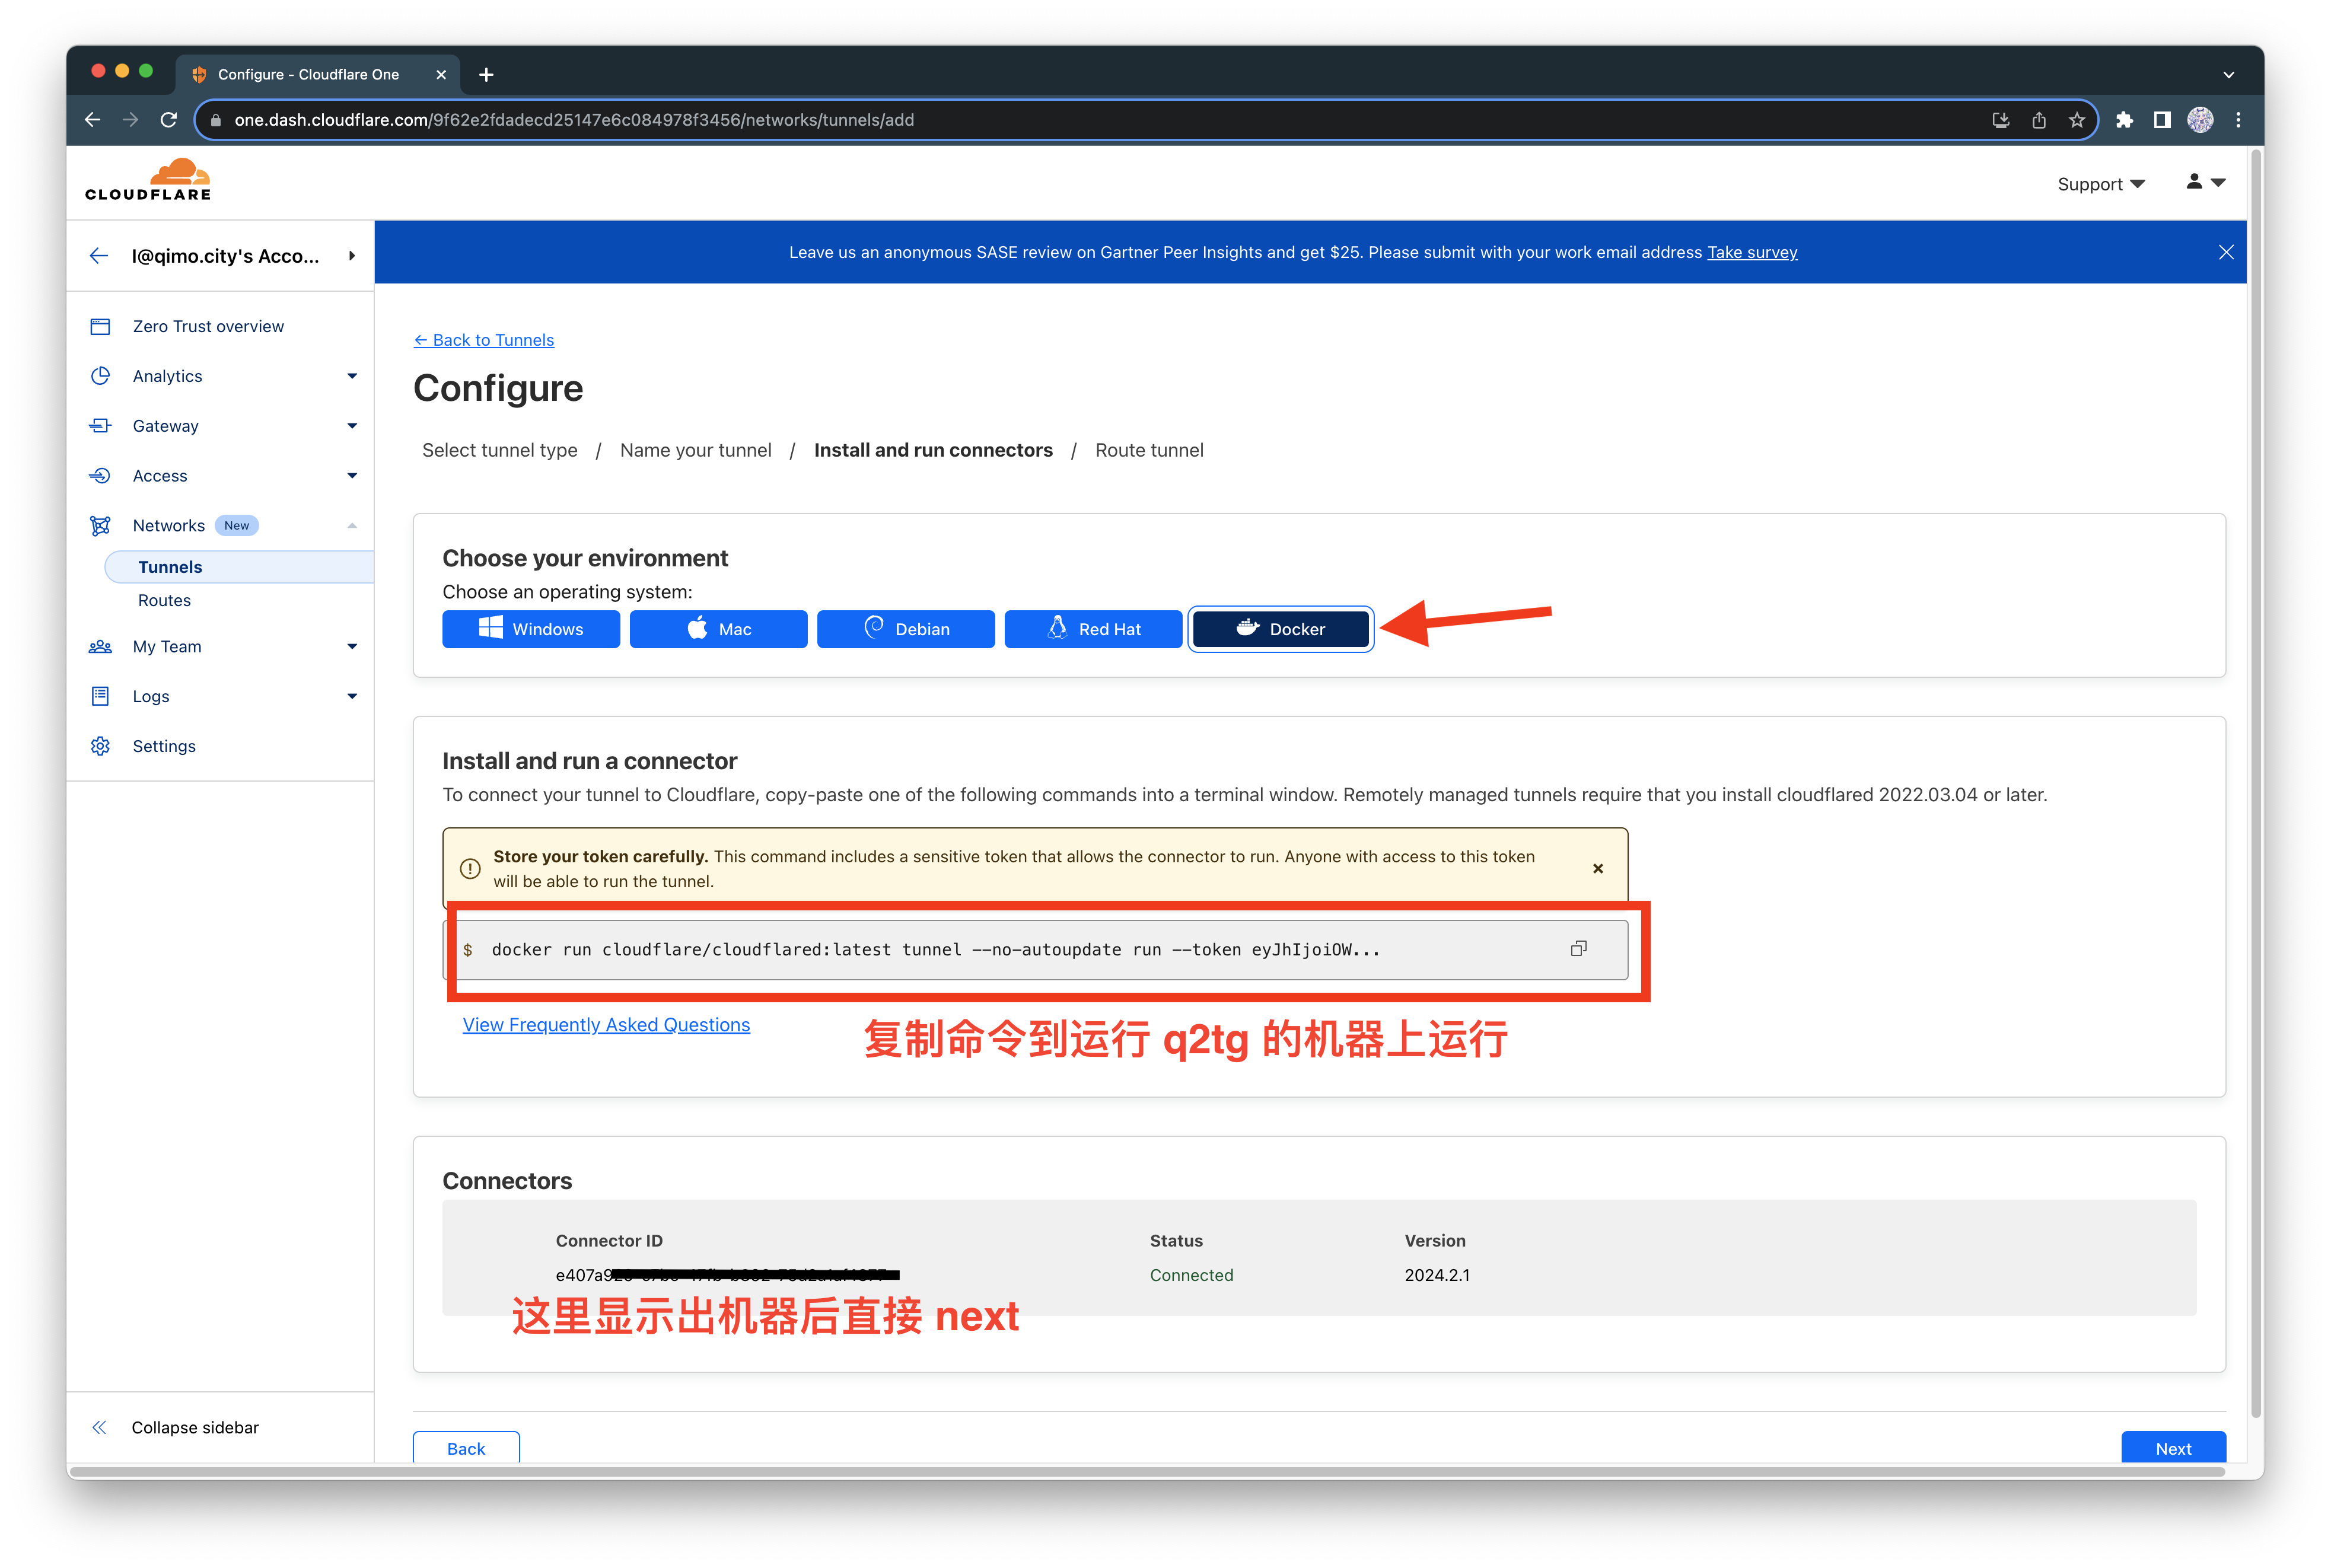 Configure - Cloudflare One
one.dash.cloudflare.com/9f62e2fdadecd25147e6c084978f3456/networks/tunnels/add
CLOUDFLARE
Support
I@qimo.city's Acco...
Leave us an anonymous SASE review on Gartner Peer Insights and get $25. Please submit with your work email address Take survey
Zero Trust overview
Analytics
Gateway
Access
Networks New
Tunnels
Routes
My Team
Logs
Settings
Collapse sidebar
← Back to Tunnels
Configure
Select tunnel type / Name your tunnel / Install and run connectors / Route tunnel
Choose your environment
Choose an operating system:
Windows Mac Debian Red Hat Docker
Install and run a connector
To connect your tunnel to Cloudflare, copy-paste one of the following commands into a terminal window. Remotely managed tunnels require that you install cloudflared 2022.03.04 or later.
Store your token carefully. This command includes a sensitive token that allows the connector to run. Anyone with access to this token
will be able to run the tunnel.
$ docker run cloudflare/cloudflared:latest tunnel --no-autoupdate run --token eyJhIjoiOW...
View Frequently Asked Questions
复制命令到运行 q2tg 的机器上运行
Connectors
Connector ID Status Version
e407a9 Connected 2024.2.1
这里显示出机器后直接 next
Back
Next